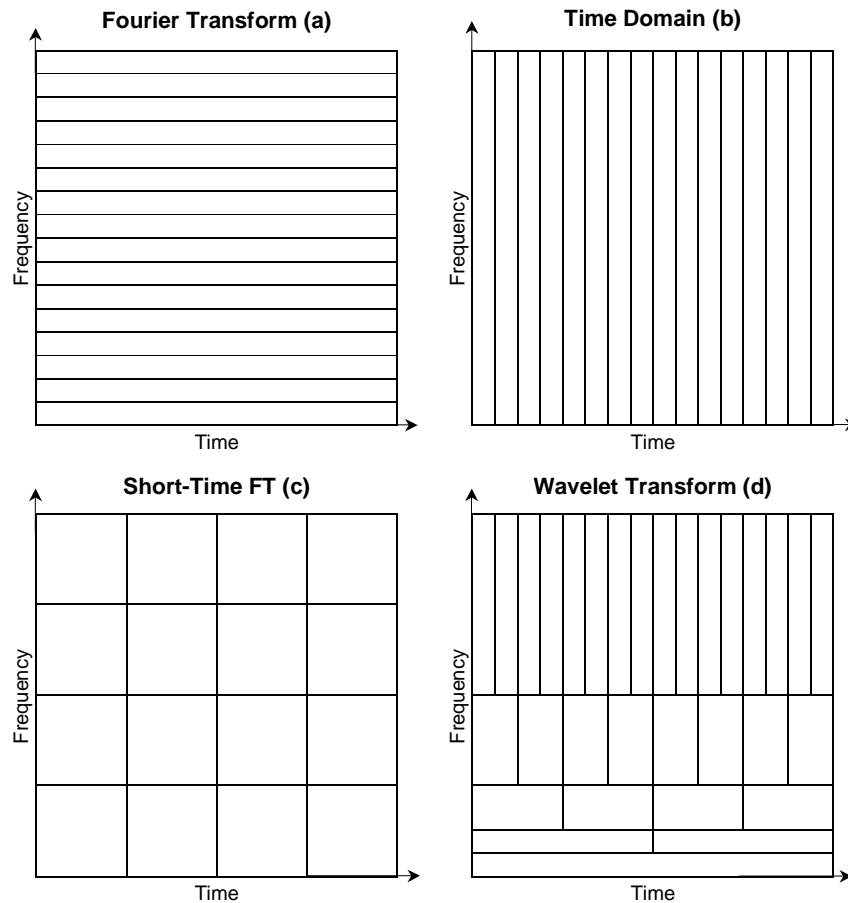 Fourier Transform (a)
Frequency
Time
Time Domain (b)
Frequency
Time
Short-Time FT (c)
Frequency
Time
Wavelet Transform (d)
Frequency
Time